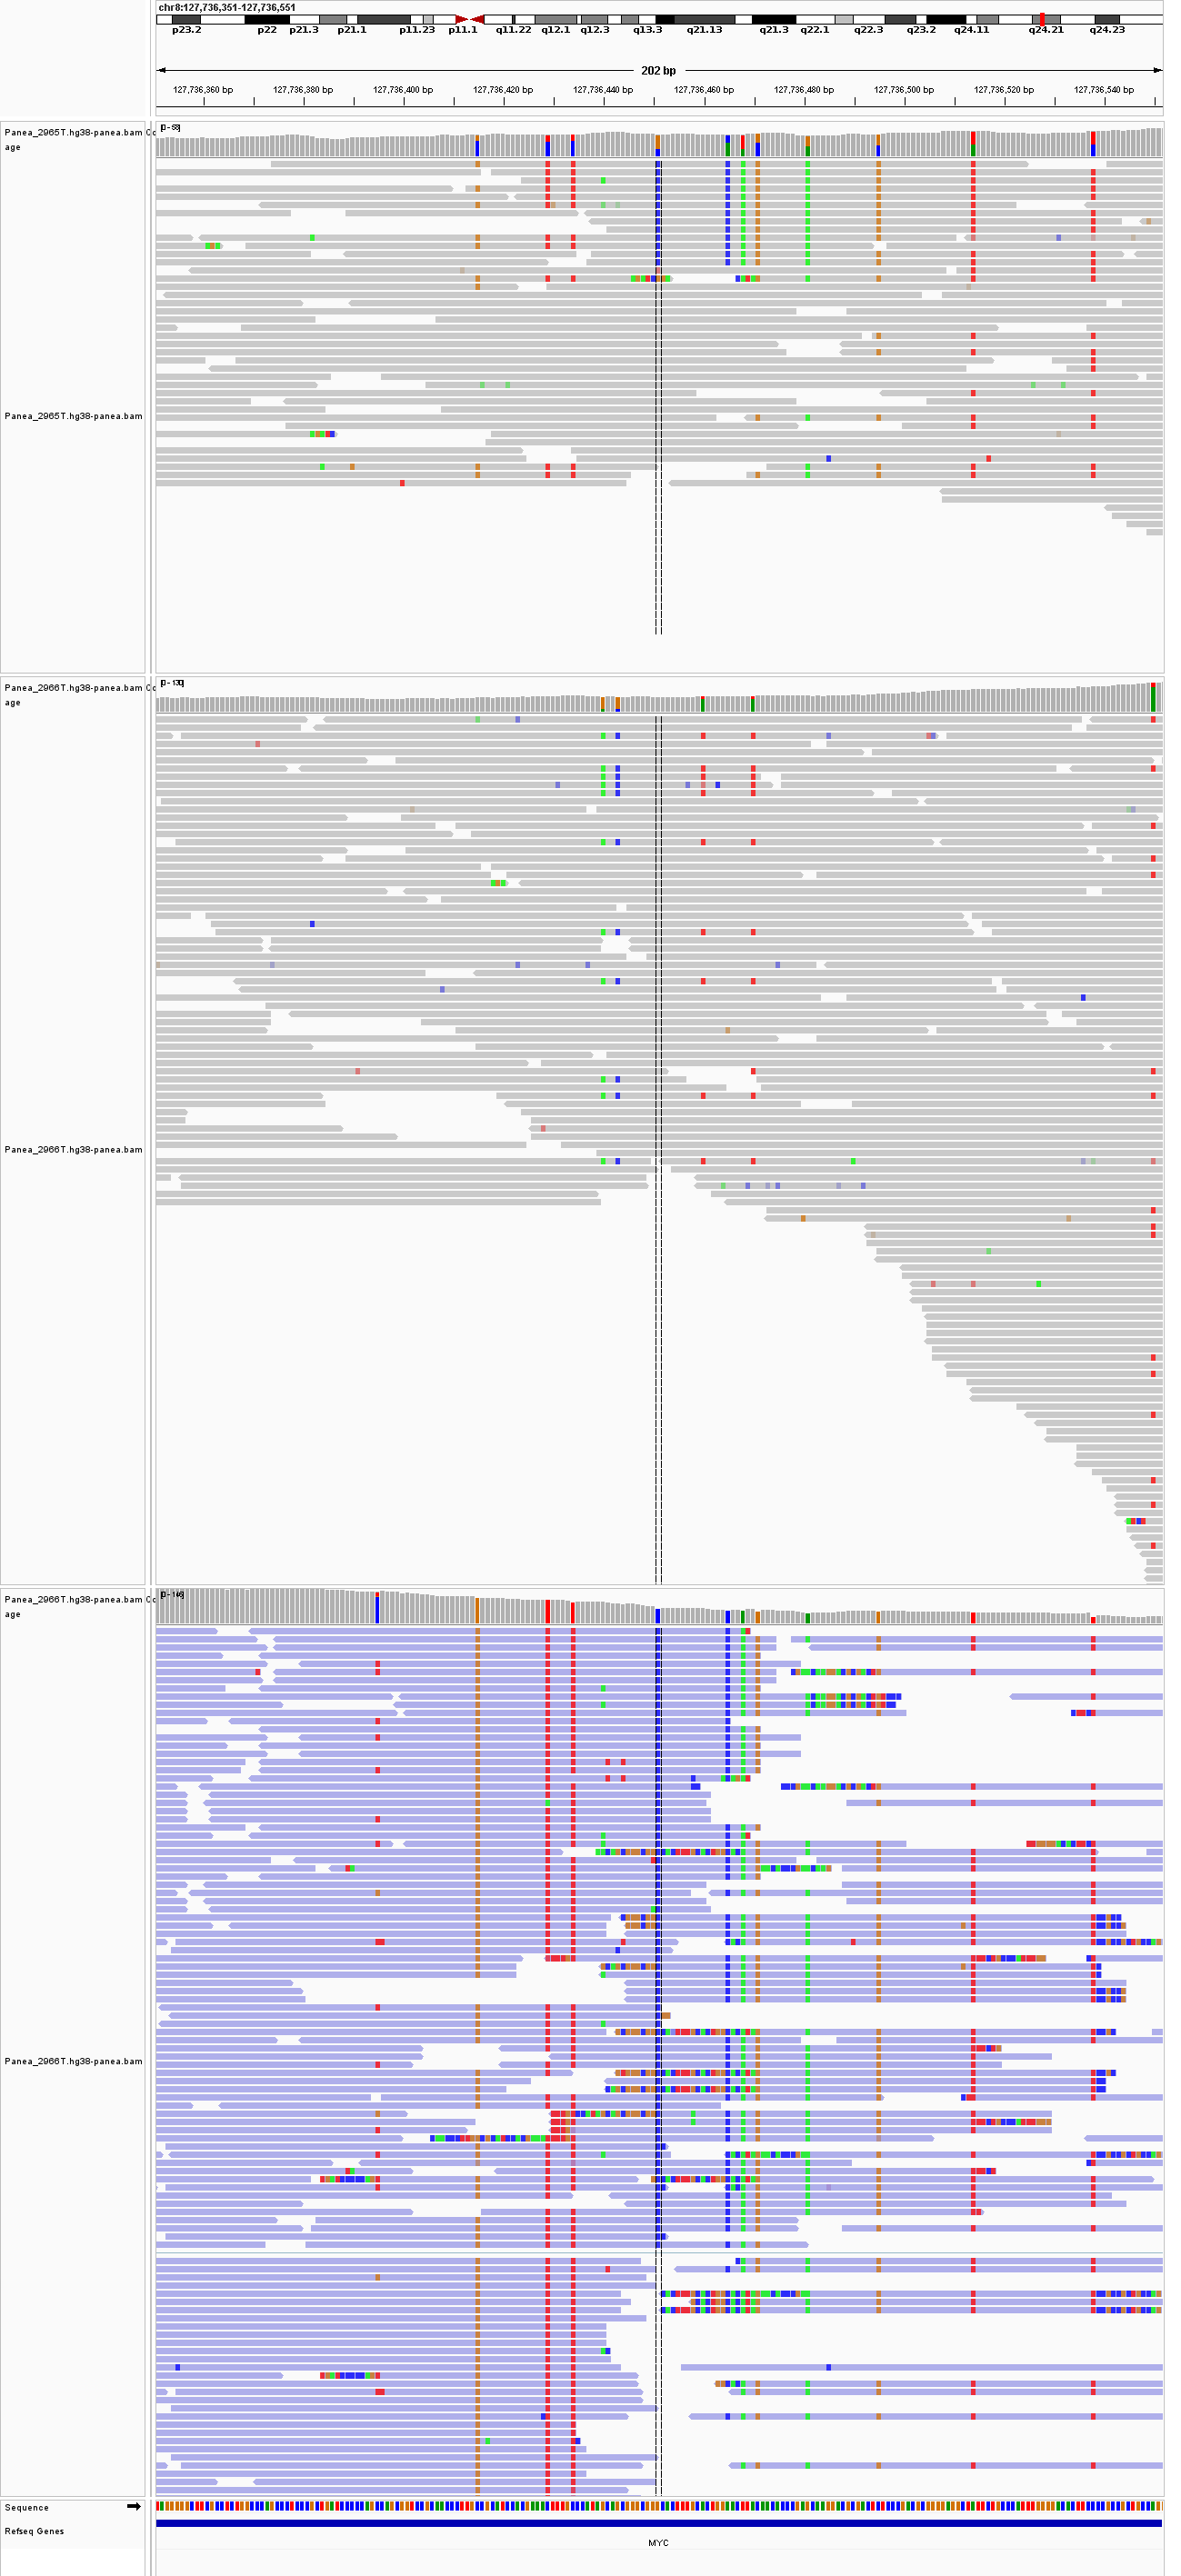 chr8:127,736,351-127,736,551
p23.2 p22 p21.3 p21.1 p11.23 p11.1 q11.22 q12.1 q12.3 q13.3 q21.13 q21.3 q22.1 q22.3 q23.2 q24.11 q24.21 q24.23
202 bp
127,736,360 bp 127,736,380 bp 127,736,400 bp 127,736,420 bp 127,736,440 bp 127,736,460 bp 127,736,480 bp 127,736,500 bp 127,736,520 bp 127,736,540 bp
Panea_2965T.hg38-panea.bam Co
age
Panea_2965T.hg38-panea.bam
Panea_2966T.hg38-panea.bam Co
age
[0 - 130]
Panea_2966T.hg38-panea.bam
Panea_2966T.hg38-panea.bam Co
age
Panea_2966T.hg38-panea.bam
Sequence
Refseq Genes
MYC